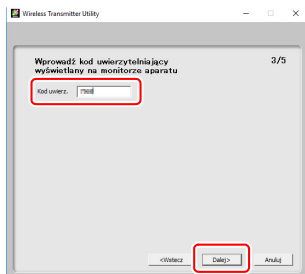 Wireless Transmitter Utility
Wprowadź kod uwierzytelniający
wyświetlany na monitorze aparatu
3/5
Kod uwierz.
<Wstecz
Dalej>
Anuluj